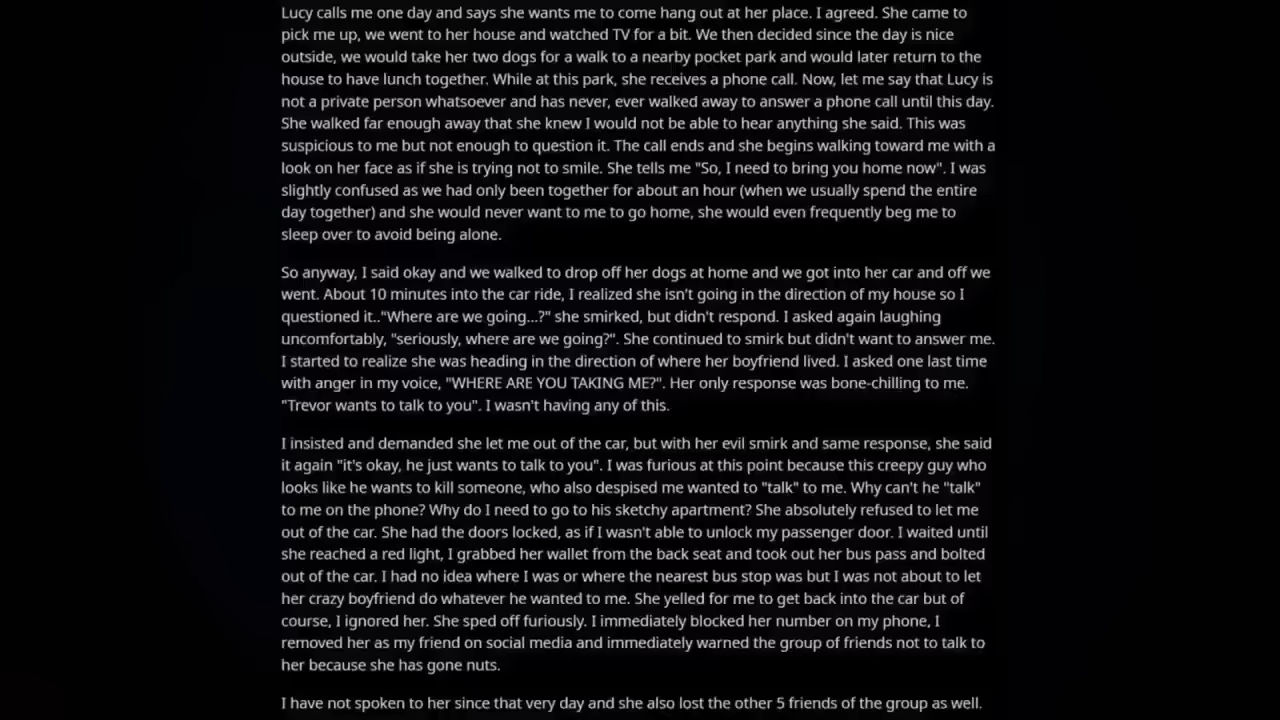 Lucy calls me one day and says she wants me to come hang out at her place. I agreed. She came to
pick me up, we went to her house and watched TV for a bit. We then decided since the day is nice
outside, we would take her two dogs for a walk to a nearby pocket park and would later return to the
house to have lunch together. While at this park, she receives a phone call. Now, let me say that Lucy is
not a private person whatsoever and has never, ever walked away to answer a phone call until this day.
She walked far enough away that she knew I would not be able to hear anything she said. This was
suspicious to me but not enough to question it. The call ends and she begins walking toward me with a
look on her face as if she is trying not to smile. She tells me "So, I need to bring you home now". I was
slightly confused as we had only been together for about an hour (when we usually spend the entire
day together) and she would never want to me to go home, she would even frequently beg me to
sleep over to avoid being alone.
So anyway, I said okay and we walked to drop off her dogs at home and we got into her car and off we
went. About 10 minutes into the car ride, I realized she isn't going in the direction of my house so I
questioned it.."Where are we going...?" she smirked, but didn't respond. I asked again laughing
uncomfortably, "seriously, where are we going?". She continued to smirk but didn't want to answer me.
I started to realize she was heading in the direction of where her boyfriend lived. I asked one last time
with anger in my voice, "WHERE ARE YOU TAKING ME?". Her only response was bone-chilling to me.
"Trevor wants to talk to you". I wasn't having any of this.
I insisted and demanded she let me out of the car, but with her evil smirk and same response, she said
it again "it's okay, he just wants to talk to you". I was furious at this point because this creepy guy who
looks like he wants to kill someone, who also despised me wanted to "talk" to me. Why can't he "talk"
to me on the phone? Why do I need to go to his sketchy apartment? She absolutely refused to let me
out of the car. She had the doors locked, as if I wasn't able to unlock my passenger door. I waited until
she reached a red light, I grabbed her wallet from the back seat and took out her bus pass and bolted
out of the car. I had no idea where I was or where the nearest bus stop was but I was not about to let
her crazy boyfriend do whatever he wanted to me. She yelled for me to get back into the car but of
course, I ignored her. She sped off furiously. I immediately blocked her number on my phone, I
removed her as my friend on social media and immediately warned the group of friends not to talk to
her because she has gone nuts.
I have not spoken to her since that very day and she also lost the other 5 friends of the group as well.